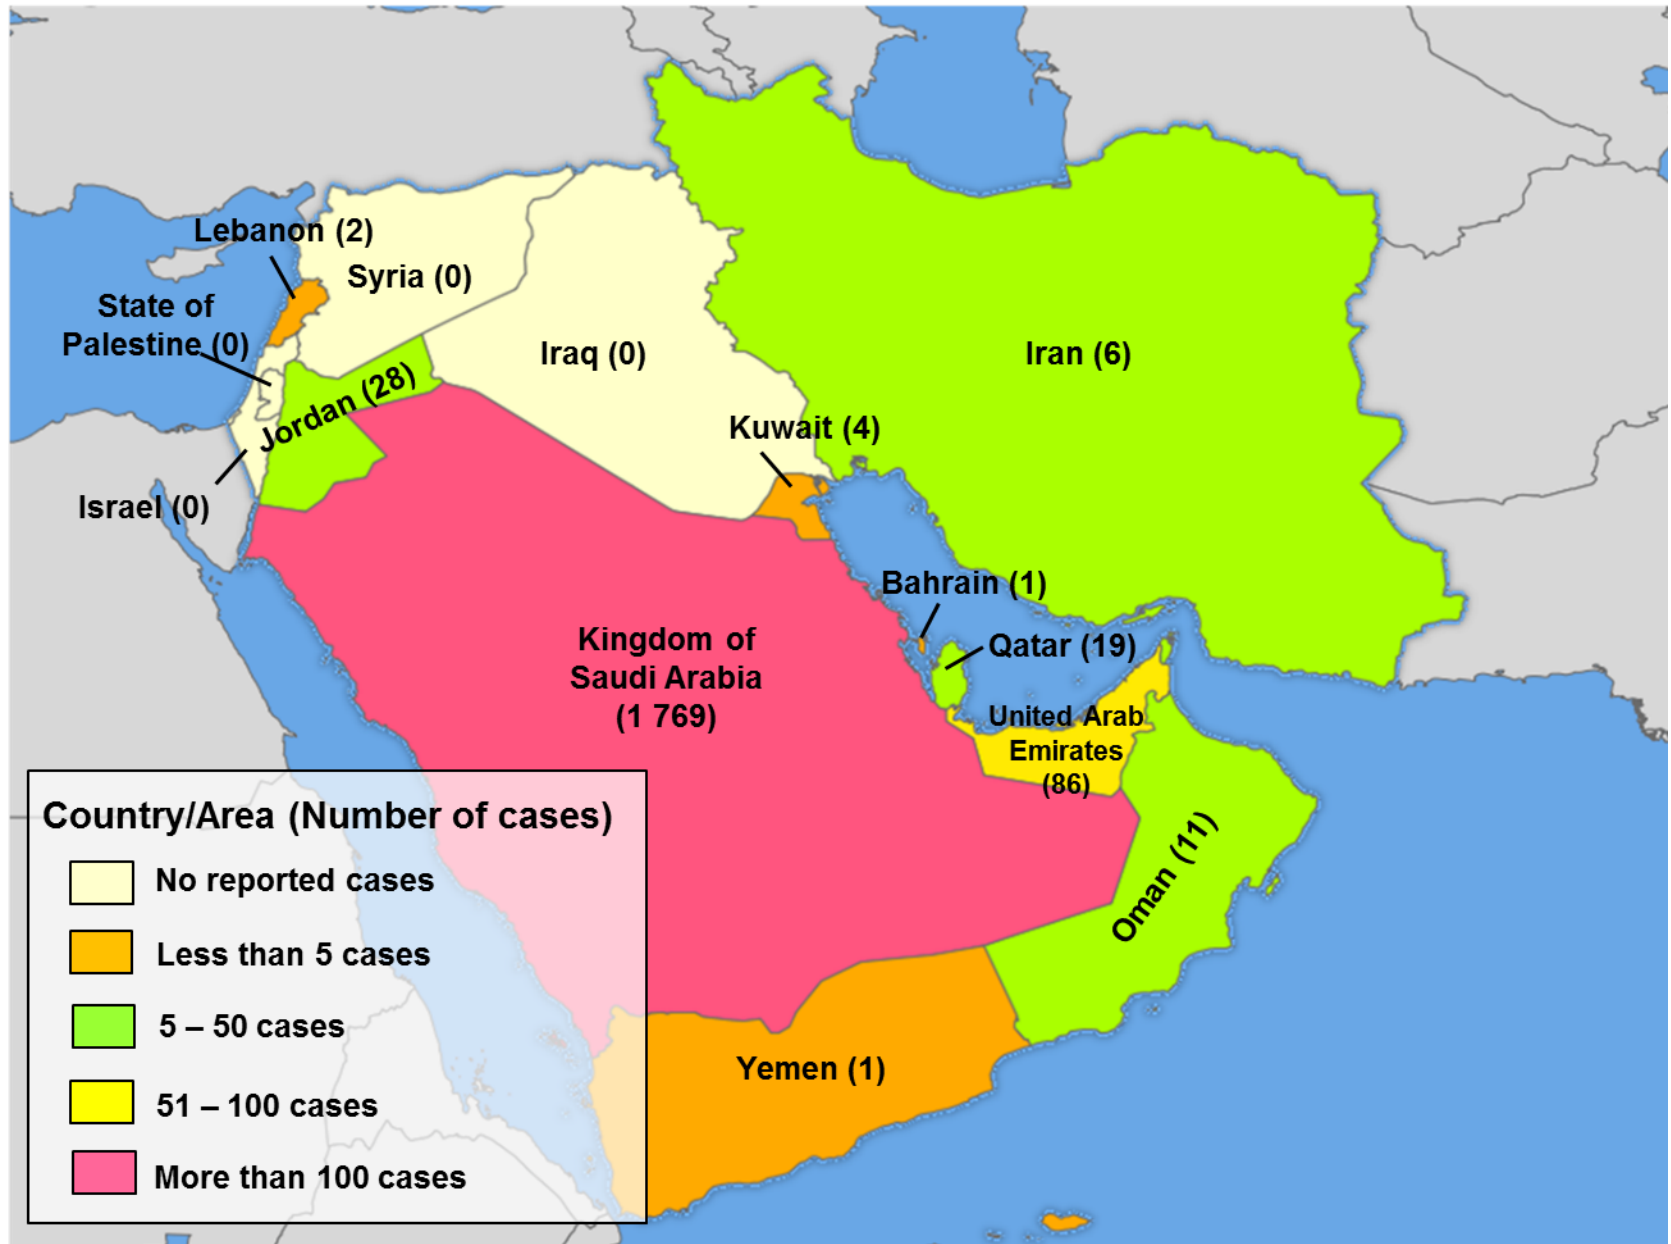 Lebanon (2)
Syria (0)
State of
Palestine (0)
Iraq (0)
Iran (6)
Jordan (28)
Kuwait (4)
Israel (0)
Bahrain (1)
Qatar (19)
Kingdom of
Saudi Arabia
(1 769)
United Arab
Emirates
(86)
Oman (11)
Yemen (1)
Country/Area (Number of cases)
No reported cases
Less than 5 cases
5 – 50 cases
51 – 100 cases
More than 100 cases